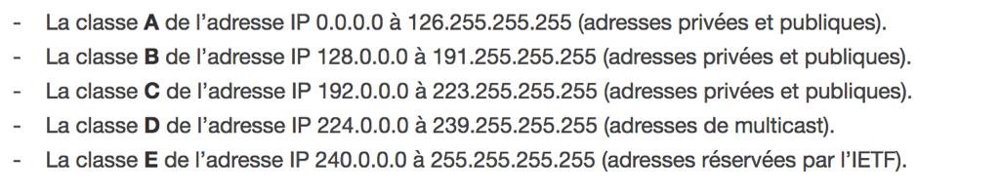 - La classe A de l’adresse IP 0.0.0.0 à 126.255.255.255 (adresses privées et publiques).
- La classe B de l’adresse IP 128.0.0.0 à 191.255.255.255 (adresses privées et publiques).
- La classe C de l’adresse IP 192.0.0.0 à 223.255.255.255 (adresses privées et publiques).
- La classe D de l’adresse IP 224.0.0.0 à 239.255.255.255 (adresses de multicast).
- La classe E de l’adresse IP 240.0.0.0 à 255.255.255.255 (adresses réservées par l’IETF).